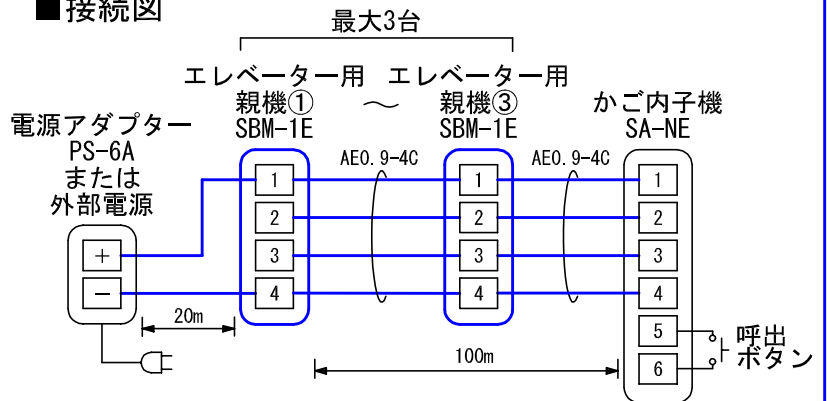 ■接続図
最大3台
エレベーター用
親機①
SBM-1E
～
エレベーター用
親機③
SBM-1E
かご内子機
SA-NE
電源アダプター
PS-6A
または
外部電源
AE0.9-4C
AE0.9-4C
1
2
3
4
1
2
3
4
1
2
3
4
5
6
+
−
20m
100m
呼出
ボタン